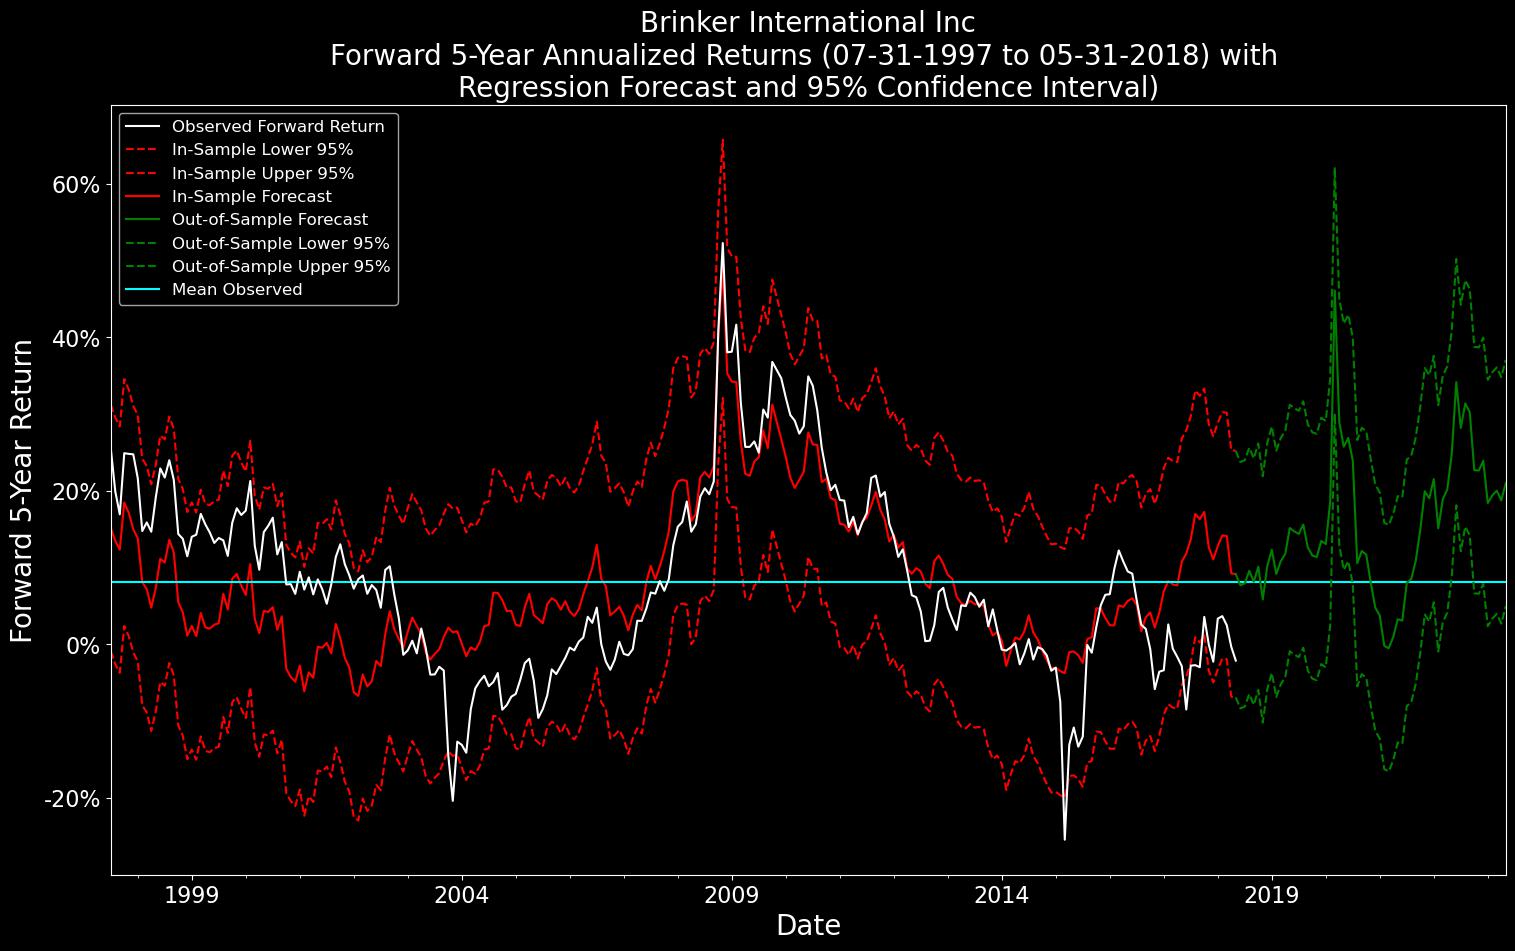 Brinker International Inc
Forward 5-Year Annualized Returns (07-31-1997 to 05-31-2018) with
Regression Forecast and 95% Confidence Interval)
Observed Forward Return
In-Sample Lower 95%
In-Sample Upper 95%
In-Sample Forecast
Out-of-Sample Forecast
Out-of-Sample Lower 95%
Out-of-Sample Upper 95%
Mean Observed
Forward 5-Year Return
60%
40%
20%
0%
-20%
1999
2004
2009
2014
2019
Date